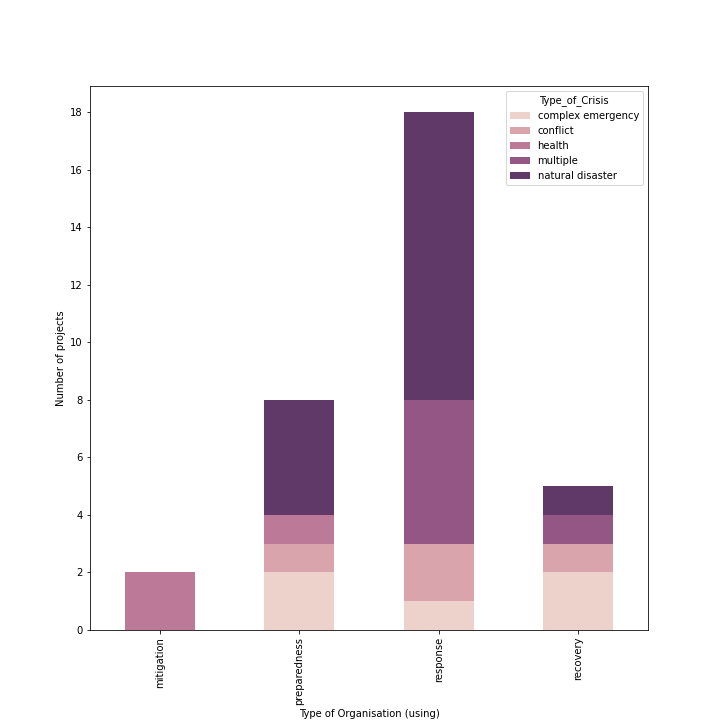 Type_of_Crisis
complex emergency
conflict
health
multiple
natural disaster
18
16
14
12
10
8
6
4
2
0
Number of projects
mitigation
preparedness
response
recovery
Type of Organisation (using)